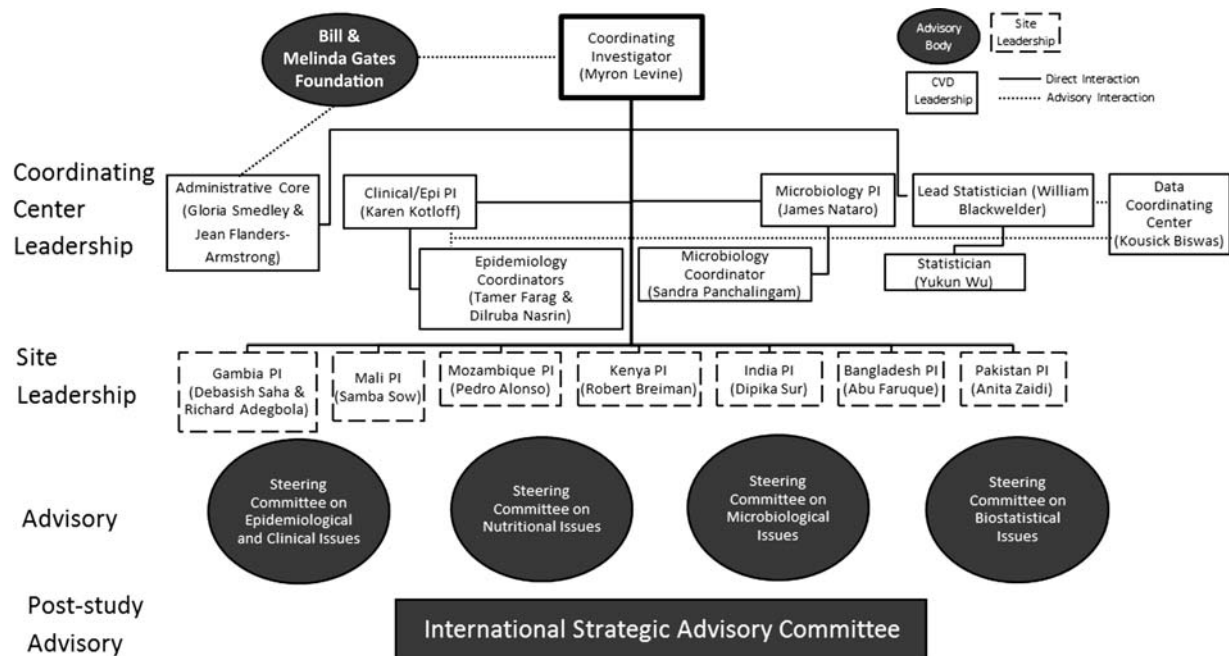 Bill &
Melinda Gates
Foundation
Coordinating
Investigator
(Myron Levine)
Advisory
Body
Site
Leadership
CVD
Leadership
Direct Interaction
Advisory Interaction
Coordinating
Center
Leadership
Administrative Core
(Gloria Smedley &
Jean Flanders-
Armstrong)
Clinical/Epi PI
(Karen Kotloff)
Microbiology PI
(James Nataro)
Lead Statistician (William
Blackwelder)
Data
Coordinating
Center
(Kousick Biswas)
Epidemiology
Coordinators
(Tamer Farag &
Dilruba Nasrin)
Microbiology
Coordinator
(Sandra Panchalingam)
Statistician
(Yukun Wu)
Site
Leadership
Gambia PI
(Debasish Saha &
Richard Adegbola)
Mali PI
(Samba Sow)
Mozambique PI
(Pedro Alonso)
Kenya PI
(Robert Breiman)
India PI
(Dipika Sur)
Bangladesh PI
(Abu Faruque)
Pakistan PI
(Anita Zaidi)
Advisory
Steering
Committee on
Epidemiological
and Clinical Issues
Steering
Committee on
Nutritional Issues
Steering
Committee on
Microbiological
Issues
Steering
Committee on
Biostatistical
Issues
Post-study
Advisory
International Strategic Advisory Committee